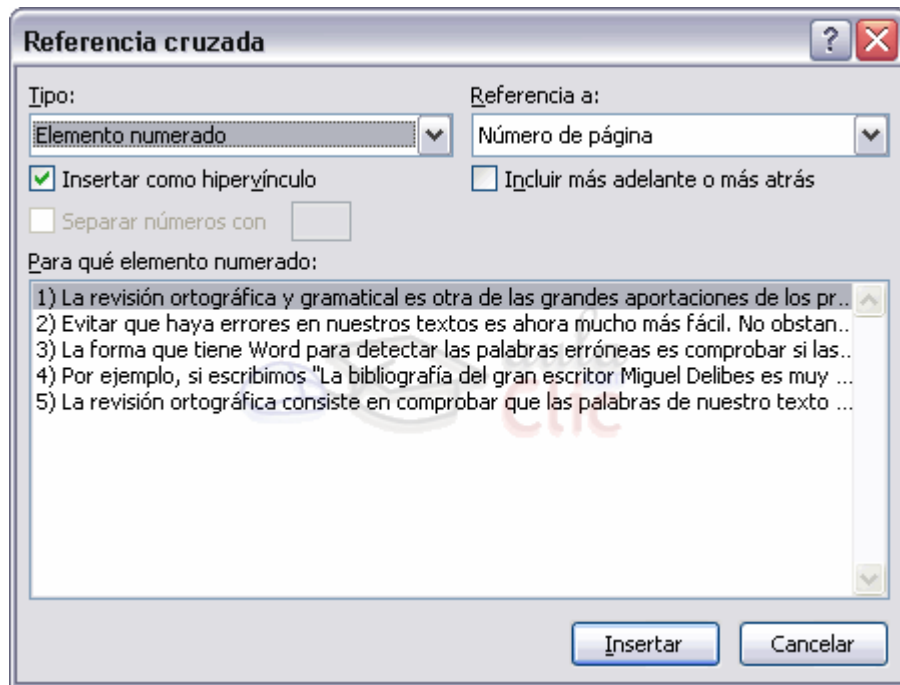 Referencia cruzada
Tipo:
Referencia a:
Elemento numerado
Número de página
Insertar como hipervínculo
Incluir más adelante o más atrás
Separar números con
Para qué elemento numerado:
1) La revisión ortográfica y gramatical es otra de las grandes aportaciones de los pr...
2) Evitar que haya errores en nuestros textos es ahora mucho más fácil. No obstan...
3) La forma que tiene Word para detectar las palabras erróneas es comprobar si las...
4) Por ejemplo, si escribimos "La bibliografía del gran escritor Miguel Delibes es muy ...
5) La revisión ortográfica consiste en comprobar que las palabras de nuestro texto ...
aula
Clic
Insertar
Cancelar